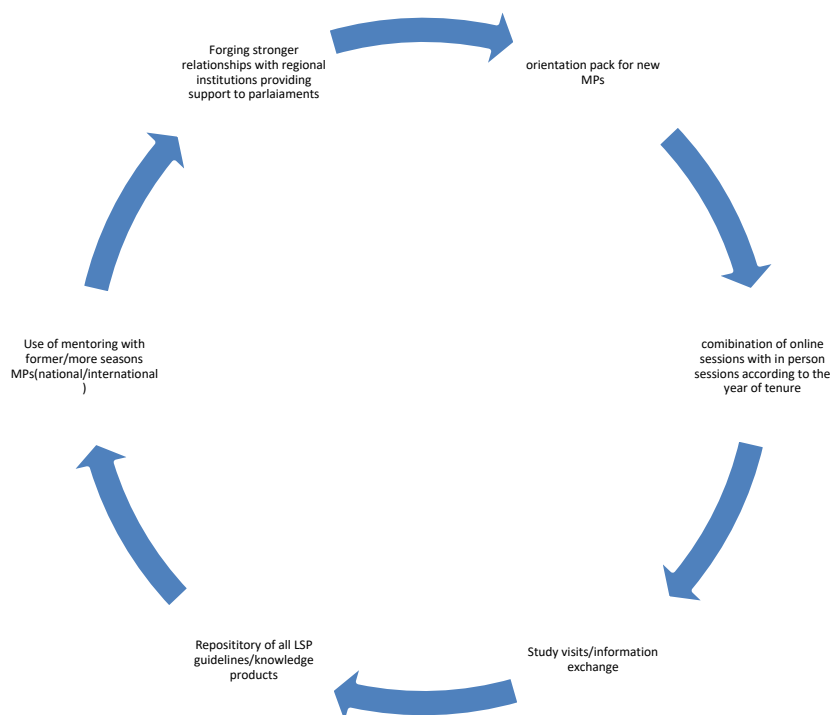 Forging stronger
relationships with regional
institutions providing
support to parlaiaments
orientation pack for new
MPs
combination of online
sessions with in person
sessions according to the
year of tenure
Study visits/information
exchange
Reposititory of all LSP
guidelines/knowledge
products
Use of mentoring with
former/more seasons
MPs(national/international
)